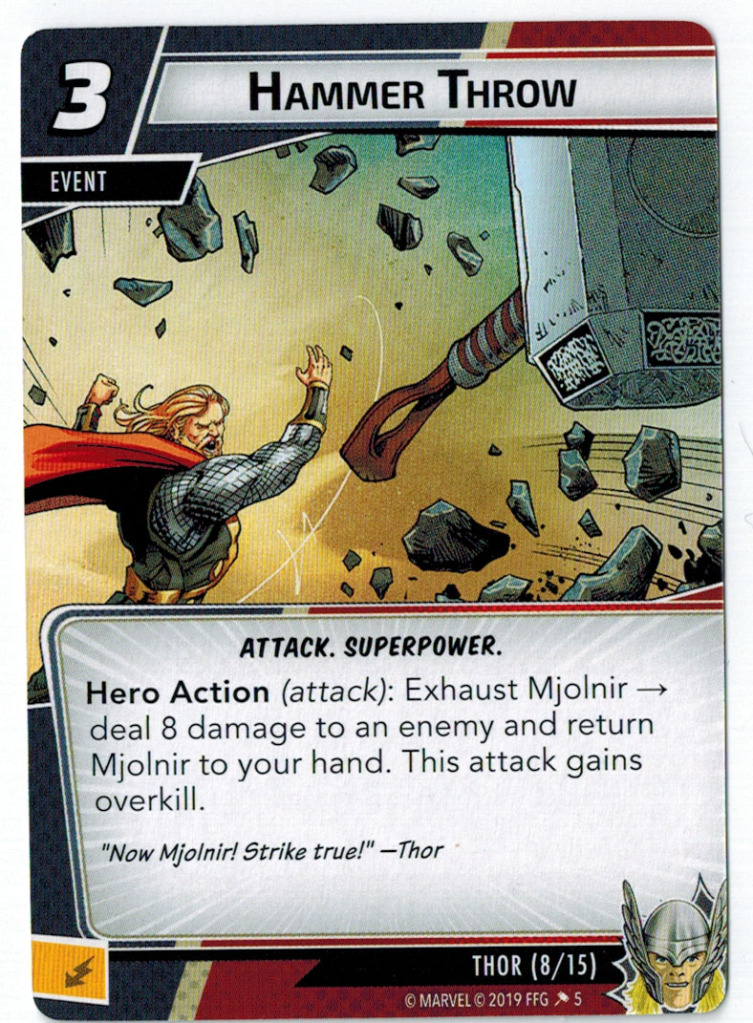 3
HAMMER THROW
EVENT
ATTACK. SUPERPOWER.
Hero Action (attack): Exhaust Mjolnir →
deal 8 damage to an enemy and return
Mjolnir to your hand. This attack gains
overkill.
"Now Mjolnir! Strike true!" —Thor
THOR (8/15)
© MARVEL © 2019 FFG 5